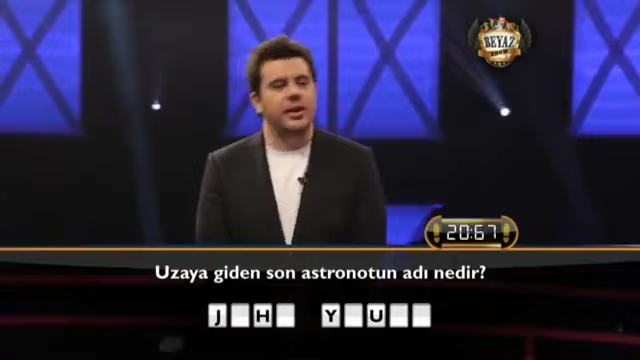 BEYAZ
SHOW
20:67
Uzaya giden son astronotun adı nedir?
J H Y U